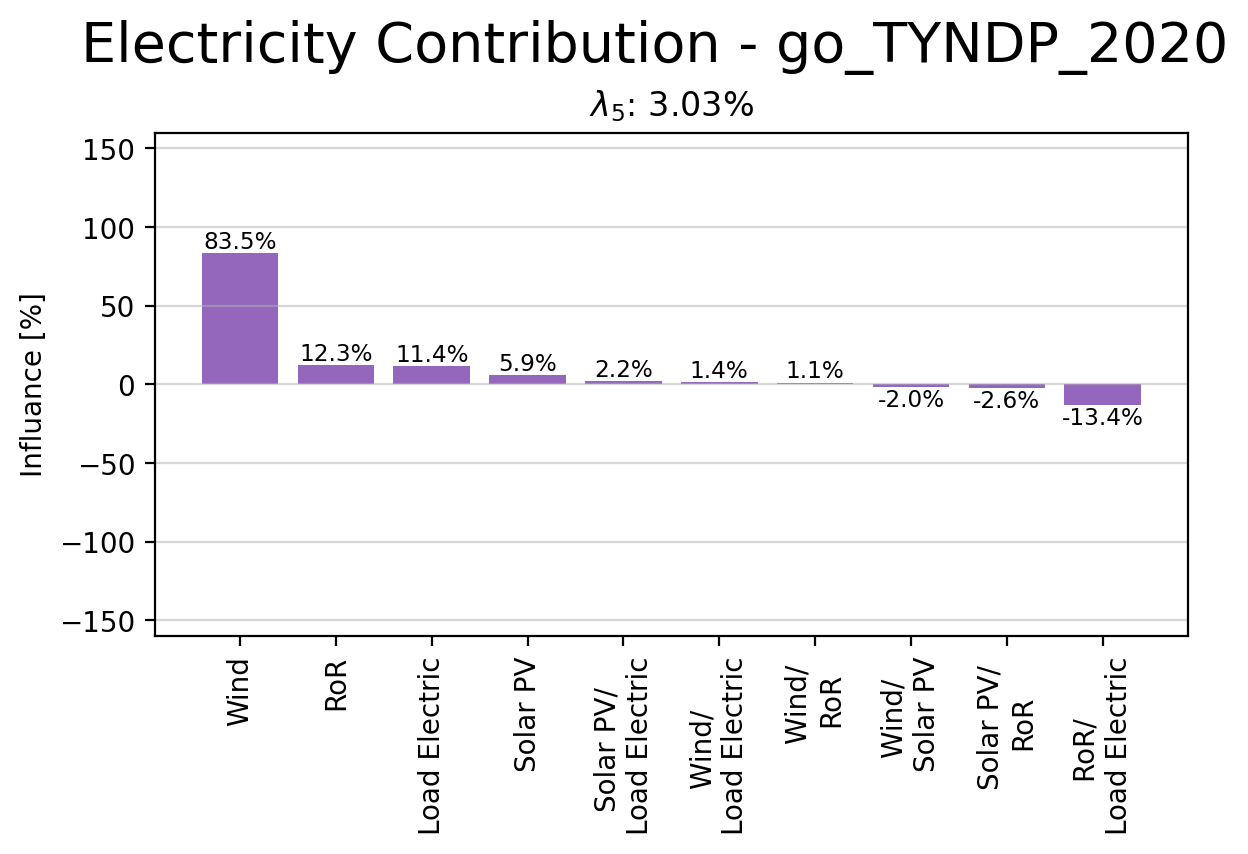 Electricity Contribution - go_TYNDP_2020
λ5: 3.03%
Influance [%]
150
100
50
0
−50
−100
−150
83.5%
12.3%
11.4%
5.9%
2.2%
1.4%
1.1%
-2.0%
-2.6%
-13.4%
Wind
RoR
Load Electric
Solar PV
Solar PV/
Load Electric
Wind/
Load Electric
Wind/
RoR
Wind/
Solar PV
Solar PV/
RoR
RoR/
Load Electric